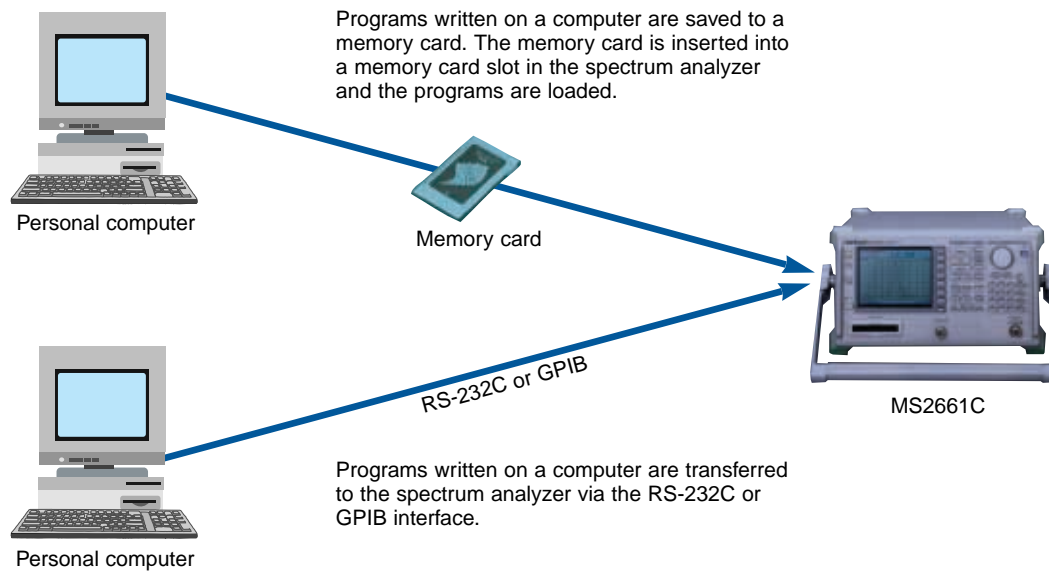 Programs written on a computer are saved to a
memory card. The memory card is inserted into
a memory card slot in the spectrum analyzer
and the programs are loaded.
Personal computer
Memory card
RS-232C or GPIB
MS2661C
Programs written on a computer are transferred
to the spectrum analyzer via the RS-232C or
GPIB interface.
Personal computer